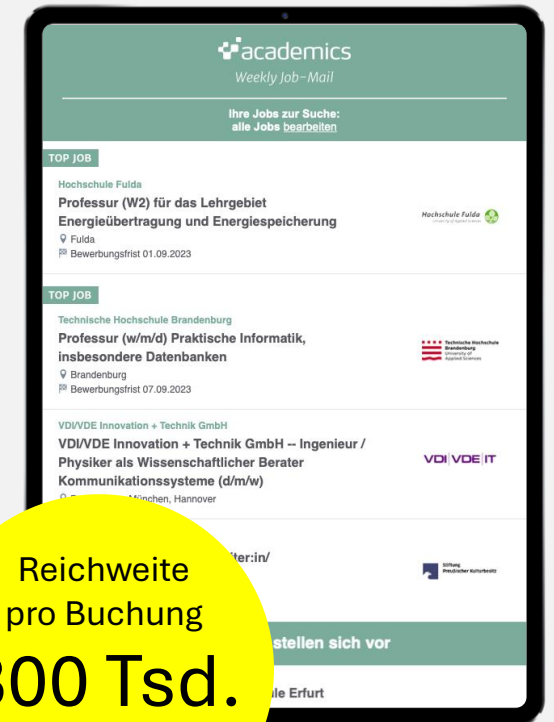 academics
Weekly Job-Mail
Ihre Jobs zur Suche:
alle Jobs bearbeiten
TOP JOB
Hochschule Fulda
Professur (W2) für das Lehrgebiet
Energieübertragung und Energiespeicherung
Fulda
Bewerbungsfrist 01.09.2023
Hochschule Fulda
TOP JOB
Technische Hochschule Brandenburg
Professur (w/m/d) Praktische Informatik,
insbesondere Datenbanken
Brandenburg
Bewerbungsfrist 07.09.2023
Technische Hochschule
Brandenburg
University of
Applied Sciences
VDI/VDE Innovation + Technik GmbH
VDI/VDE Innovation + Technik GmbH -- Ingenieur /
Physiker als Wissenschaftlicher Berater
Kommunikationssysteme (d/m/w)
München, Hannover
VDI|VDE|IT
iter:in/
Stiftung
Preußischer Kulturbesitz
stellen sich vor
Erfurt
Reichweite
pro Buchung
300 Tsd.